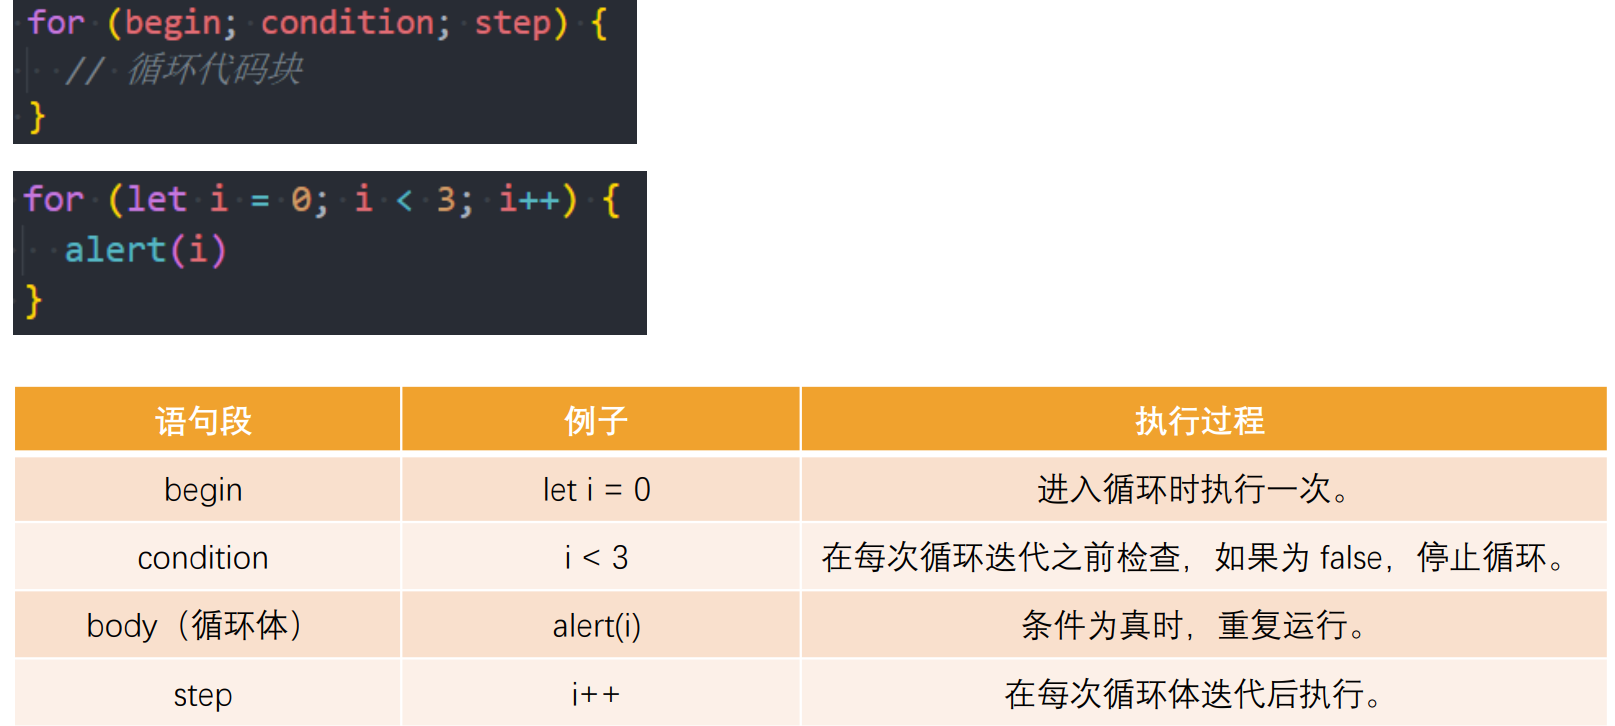 for (begin; condition; step) {
// 循环代码块
}
for (let i = 0; i < 3; i++) {
alert(i)
}
语句段 例子 执行过程
begin let i = 0 进入循环时执行一次。
condition i < 3 在每次循环迭代之前检查，如果为 false，停止循环。
body（循环体） alert(i) 条件为真时，重复运行。
step i++ 在每次循环体迭代后执行。